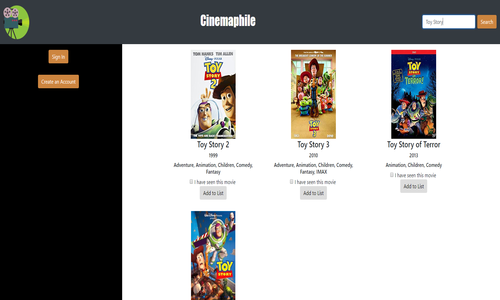 Cinemaphile
Toy Story
Search
Sign In
Create an Account
TOM HANKS TIM ALLEN
TOY
STORY
2
Toy Story 2
1999
Adventure, Animation, Children, Comedy,
Fantasy
I have seen this movie
Add to List
TOY
STORY
3
Toy Story 3
2010
Adventure, Animation, Children, Comedy,
Fantasy, IMAX
I have seen this movie
Add to List
TOY STORY
OF
TERROR!
Toy Story of Terror
2013
Animation, Children, Comedy
I have seen this movie
Add to List
TOY
STORY